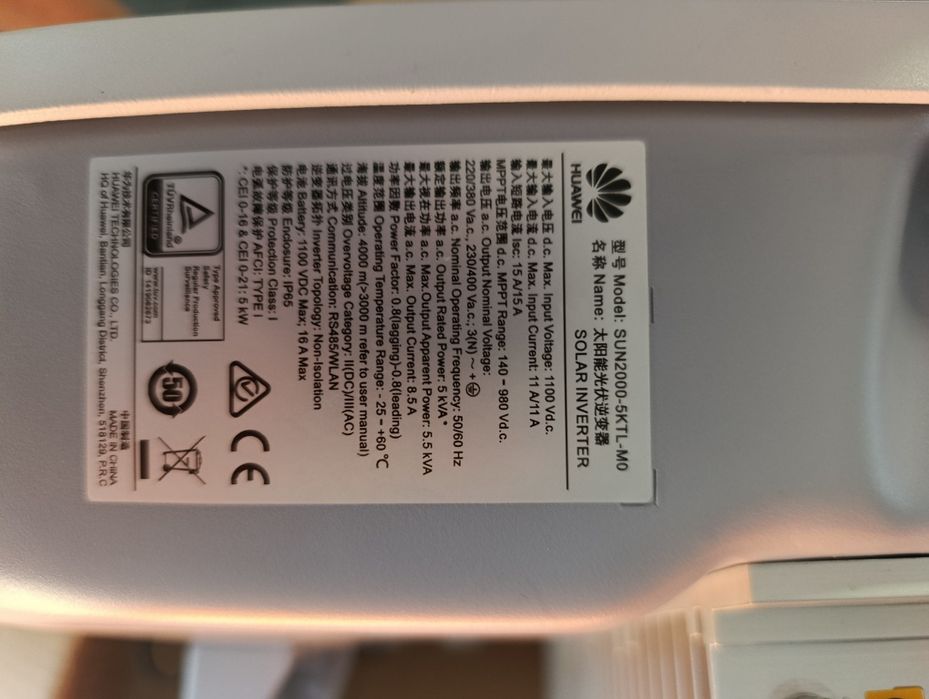 HUAWEI
型号 Model: SUN2000-5KTL-M0
名称 Name: 太阳能光伏逆变器
SOLAR INVERTER
最大输入电压 d.c. Max. Input Voltage: 1100 Vd.c.
最大输入电流 d.c. Max. Input Current: 11 A/11 A
输入短路电流 Isc: 15 A/15 A
MPPT电压范围 d.c. MPPT Range: 140 – 980 Vd.c.
输出电压 a.c. Output Nominal Voltage:
220/380 Va.c., 230/400 Va.c.; 3(N) ~ +
输出频率 a.c. Nominal Operating Frequency: 50/60 Hz
额定输出功率 a.c. Output Rated Power: 5 kVA*
最大视在功率 a.c. Max.Output Apparent Power: 5.5 kVA
最大输出电流 a.c. Max. Output Current: 8.5 A
功率因数 Power Factor: 0.8(lagging)-0.8(leading)
温度范围 Operating Temperature Range: - 25 – +60 ℃
海拔 Altitude: 4000 m(>3000 m refer to user manual)
过电压类别 Overvoltage Category: II(DC)/III(AC)
通讯方式 Communication: RS485/WLAN
逆变器拓扑 Inverter Topology: Non-Isolation
电池 Battery: 1100 VDC Max; 16 A Max
防护等级 Enclosure: IP65
保护等级 Protection Class: I
电弧故障保护 AFCI: TYPE I
*: CEI 0-16 & CEI 0-21: 5 kW
TÜVRheinland
CERTIFIED
Type Approved
Safety
Regular Production
Surveillance
www.tuv.com
ID 1419062673
50
CE
华为技术有限公司
中国制造
HUAWEI TECHNOLOGIES CO., LTD.
MADE IN CHINA
HQ of Huawei, Bantian, Longgang District, Shenzhen, 518129, P.R.C